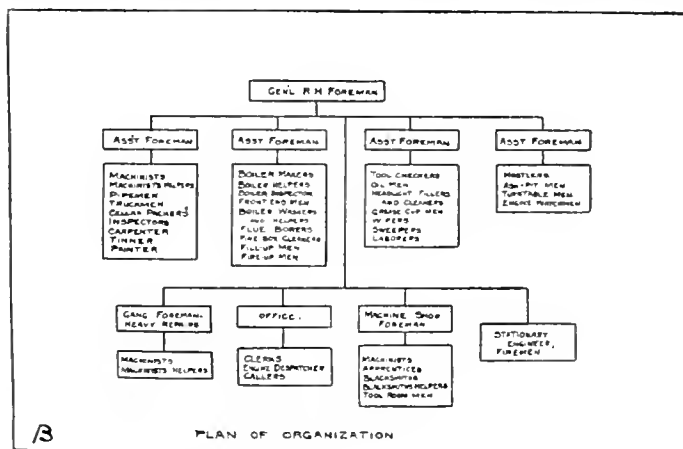 GEN'L R.H. FOREMAN
ASS'T FOREMAN
MACHINISTS
MACHINISTS HELPERS
PIPEMEN
TRUCKMEN
CELLAR PACKERS
INSPECTORS
CARPENTER
TINNER
PAINTER
ASST FOREMAN
BOILER MAKERS
BOILER HELPERS
BOILER INSPECTOR
FRONT END MEN
BOILER WASHERS
AND HELPERS
FLUE BORERS
FIRE BOX CLEANERS
FILL-UP MEN
FIRE-UP MEN
ASST FOREMAN
TOOL CHECKERS
OIL MEN
HEADLIGHT FILLERS
AND CLEANERS
GREASE CUP MEN
WIPERS
SWEEPERS
LABORERS
ASST FOREMAN
HOSTLERS
ASH-PIT MEN
TURNTABLE MEN
ENGINE WATCHMEN
GANG FOREMAN-
HEAVY REPAIRS
MACHINISTS
MACHINISTS HELPERS
OFFICE.
CLERKS
ENGINE DESPATCHER
CALLERS
MACHINE SHOP
FOREMAN
MACHINISTS
APPRENTICES
BLACKSMITHS
BLACKSMITHS HELPERS
TOOL ROOM MEN
STATIONARY
ENGINEER,
FIREMEN
13
PLAN OF ORGANIZATION